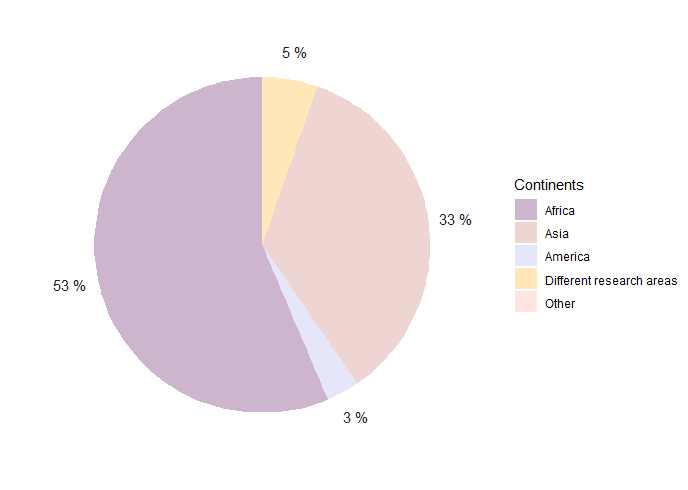 5 %
33 %
53 %
3 %
Continents
Africa
Asia
America
Different research areas
Other